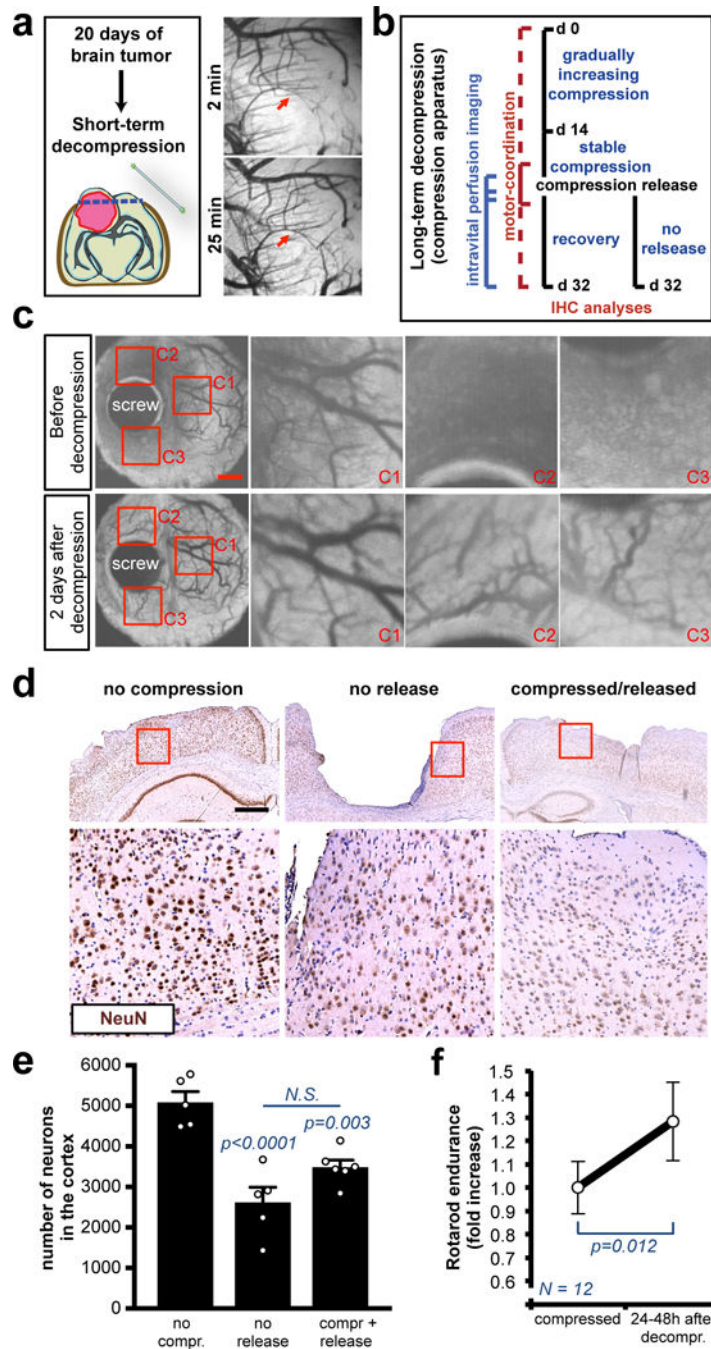 a
20 days of
brain tumor
Short-term
decompression
2 min
25 min
b
Long-term decompression
(compression apparatus)
intravital perfusion imaging
motor-coordination
d 0
gradually
increasing
compression
d 14
stable
compression
compression release
recovery
no
relsease
d 32
d 32
IHC analyses
c
Before
decompression
C2
C1
screw
C3
C1
C2
C3
2 days after
decompression
C2
C1
screw
C3
C1
C2
C3
d
no compression
no release
compressed/released
NeuN
e
number of neurons
in the cortex
6000
5000
4000
3000
2000
1000
0
N.S.
p<0.0001
p=0.003
no
compr.
no
release
compr +
release
f
Rotarod endurance
(fold increase)
1.5
1.4
1.3
1.2
1.1
1.0
0.9
0.8
0.7
0.6
0.5
p=0.012
N = 12
compressed
24-48h after
decompr.